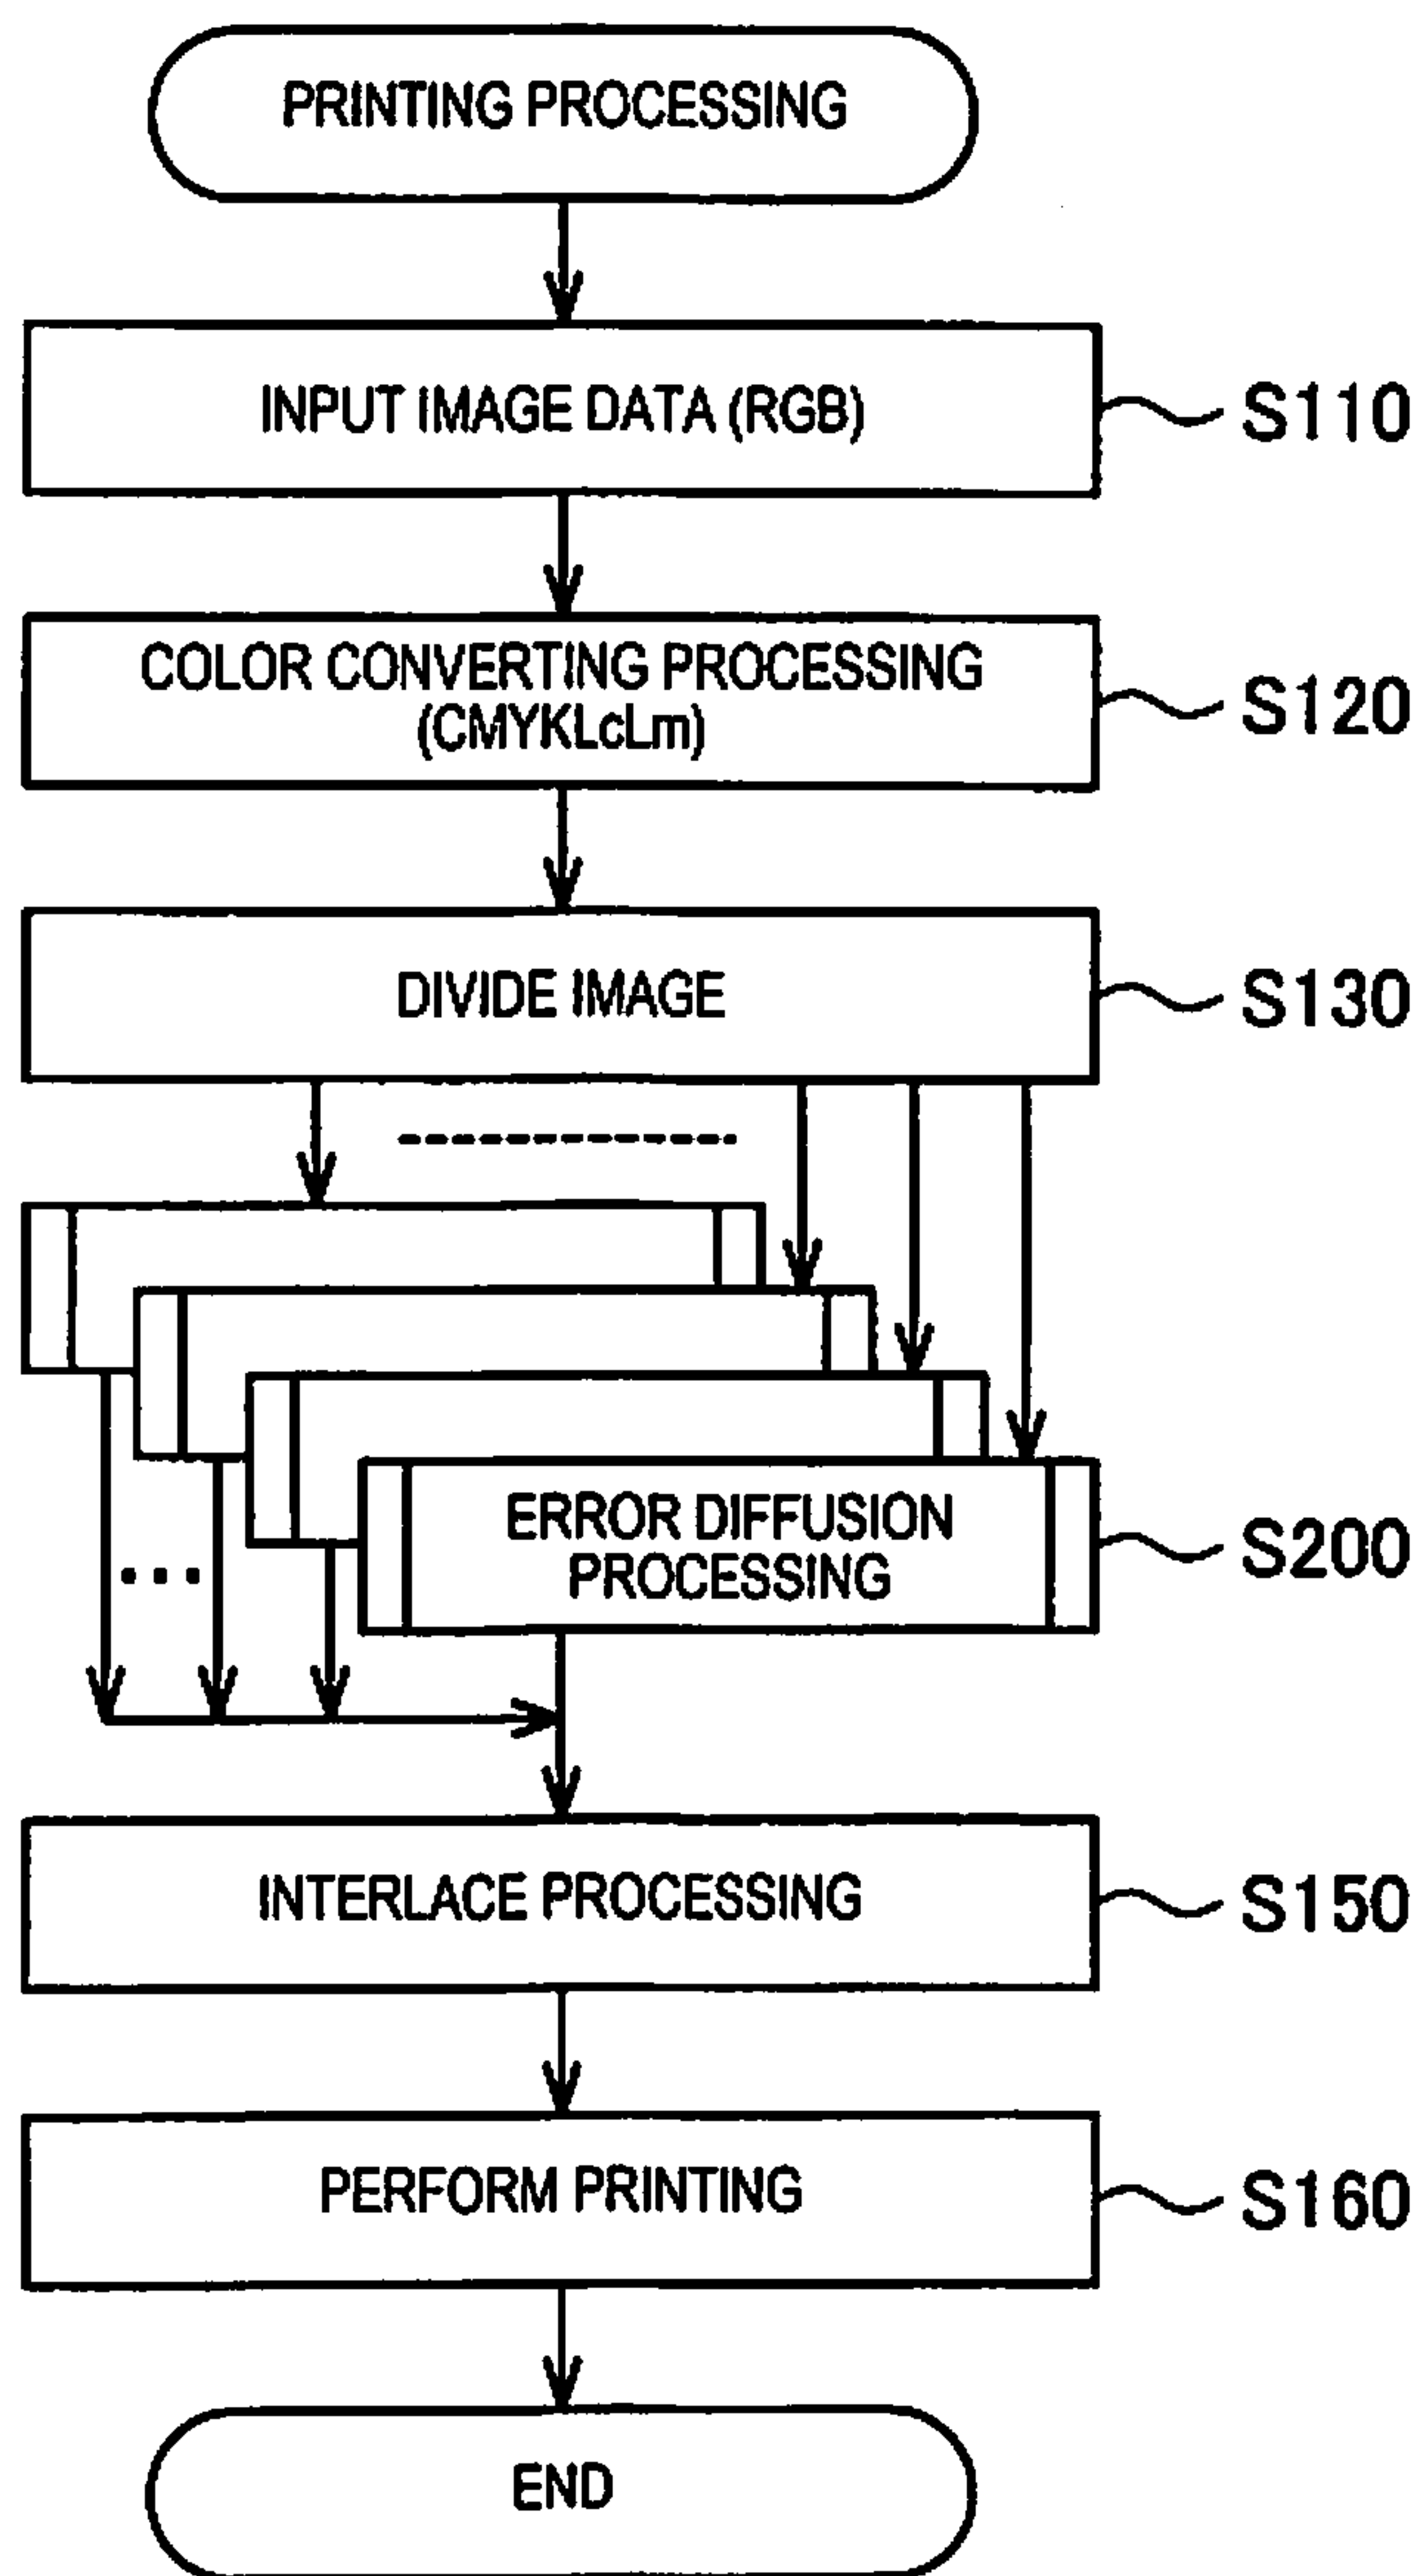 PRINTING PROCESSING
INPUT IMAGE DATA (RGB)
S110
COLOR CONVERTING PROCESSING
(CMYKLcLm)
S120
DIVIDE IMAGE
S130
ERROR DIFFUSION
PROCESSING
S200
INTERLACE PROCESSING
S150
PERFORM PRINTING
S160
END